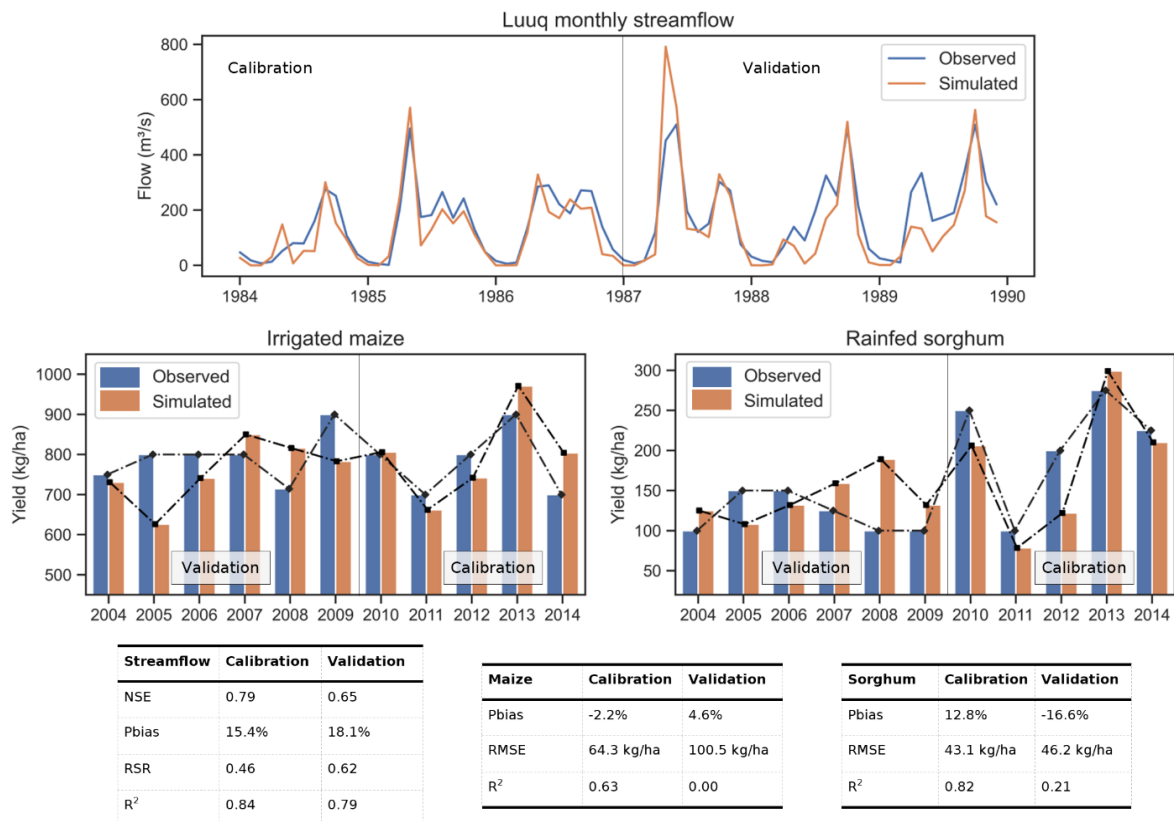 Luuq monthly streamflow
Calibration
Validation
Observed
Simulated
Flow (m³/s)
800
600
400
200
0
1984 1985 1986 1987 1988 1989 1990
Irrigated maize
Observed
Simulated
Yield (kg/ha)
1000
900
800
700
600
500
Validation
Calibration
2004 2005 2006 2007 2008 2009 2010 2011 2012 2013 2014
Rainfed sorghum
Observed
Simulated
Yield (kg/ha)
300
250
200
150
100
50
Validation
Calibration
2004 2005 2006 2007 2008 2009 2010 2011 2012 2013 2014
Streamflow Calibration Validation
NSE 0.79 0.65
Pbias 15.4% 18.1%
RSR 0.46 0.62
R² 0.84 0.79
Maize Calibration Validation
Pbias -2.2% 4.6%
RMSE 64.3 kg/ha 100.5 kg/ha
R² 0.63 0.00
Sorghum Calibration Validation
Pbias 12.8% -16.6%
RMSE 43.1 kg/ha 46.2 kg/ha
R² 0.82 0.21